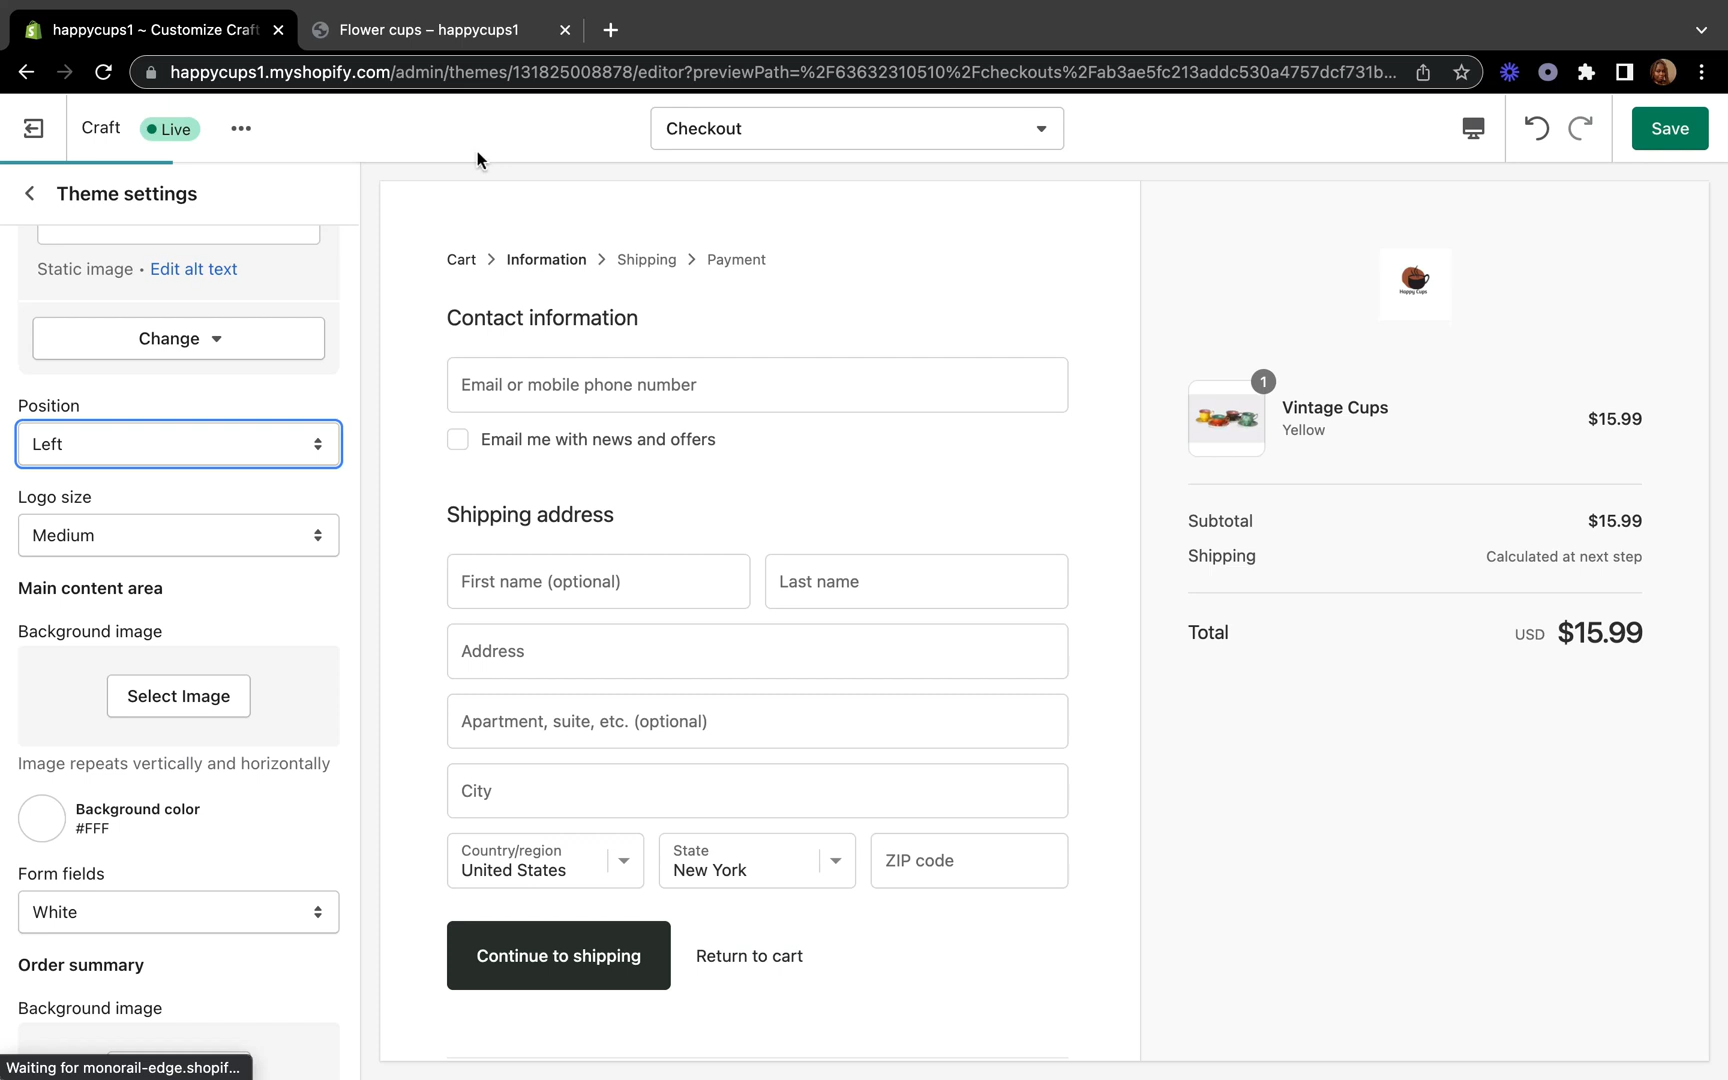 happycups1 ~ Customize Craft
Flower cups – happycups1
happycups1.myshopify.com/admin/themes/131825008878/editor?previewPath=%2F63632310510%2Fcheckouts%2Fab3ae5fc213addc530a4757dcf731b...
Craft
Live
Checkout
Save
Theme settings
Static image • Edit alt text
Change
Position
Left
Logo size
Medium
Main content area
Background image
Select Image
Image repeats vertically and horizontally
Background color
#FFF
Form fields
White
Order summary
Background image
Waiting for monorail-edge.shopif...
Cart > Information > Shipping > Payment
Contact information
Email or mobile phone number
Email me with news and offers
Shipping address
First name (optional)
Last name
Address
Apartment, suite, etc. (optional)
City
Country/region
United States
State
New York
ZIP code
Continue to shipping
Return to cart
Happy Cups
1
Vintage Cups
Yellow
$15.99
Subtotal
$15.99
Shipping
Calculated at next step
Total
USD $15.99